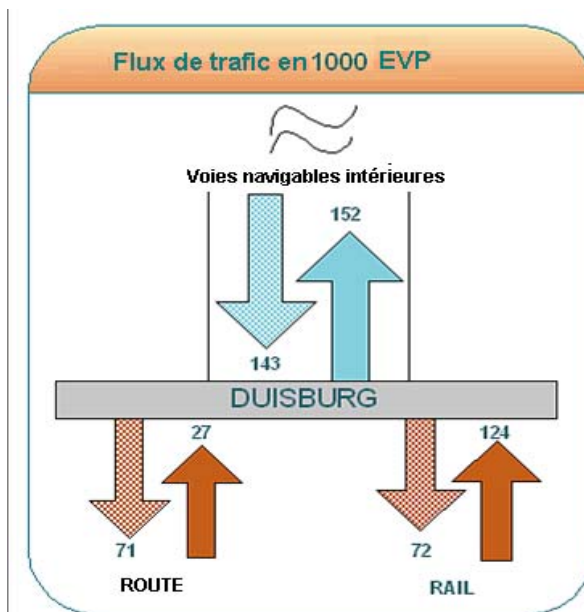 Flux de trafic en 1000 EVP
Voies navigables intérieures
152
143
DUISBURG
27
124
71
72
ROUTE
RAIL